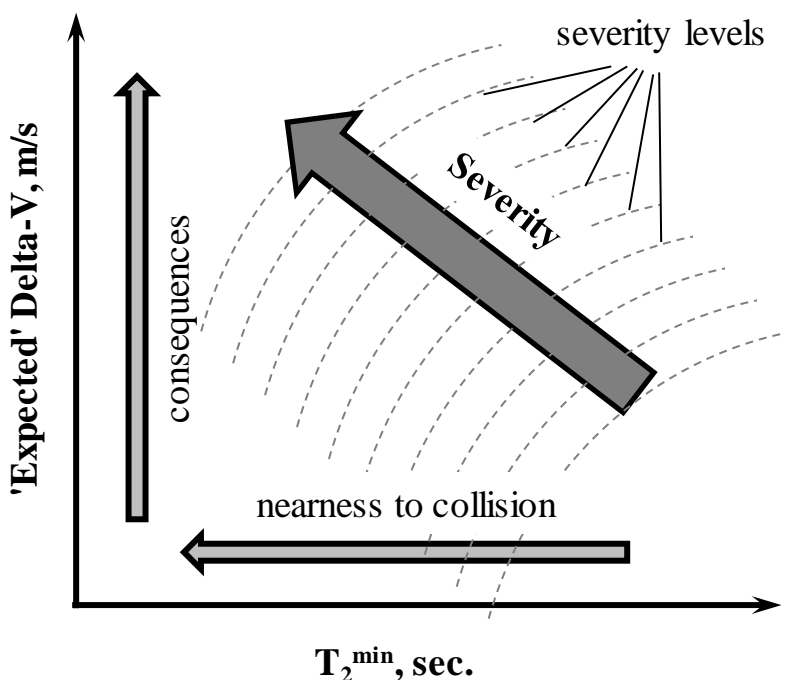 severity levels
'Expected' Delta-V, m/s
consequences
Severity
nearness to collision
T₂ᵐⁱⁿ, sec.